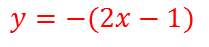 y = −(2x − 1)